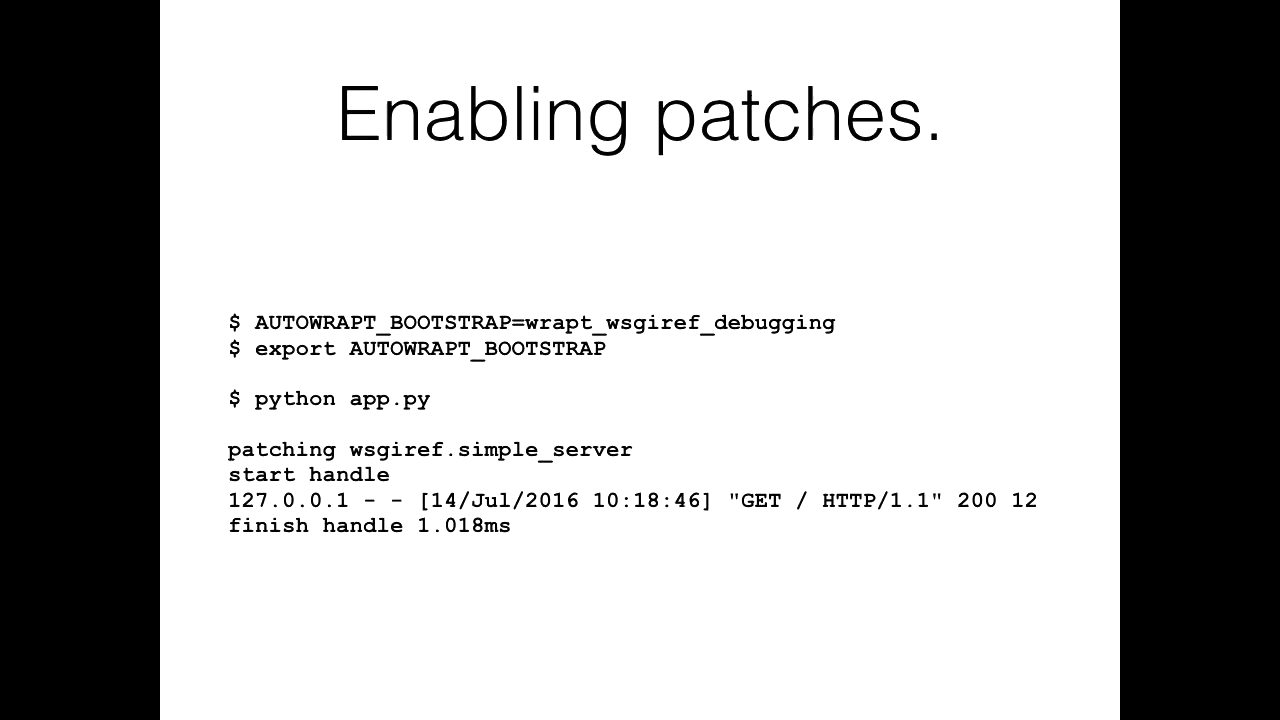 Enabling patches.
$ AUTOWRAPT_BOOTSTRAP=wrapt_wsgiref_debugging
$ export AUTOWRAPT_BOOTSTRAP
$ python app.py
patching wsgiref.simple_server
start handle
127.0.0.1 - - [14/Jul/2016 10:18:46] "GET / HTTP/1.1" 200 12
finish handle 1.018ms